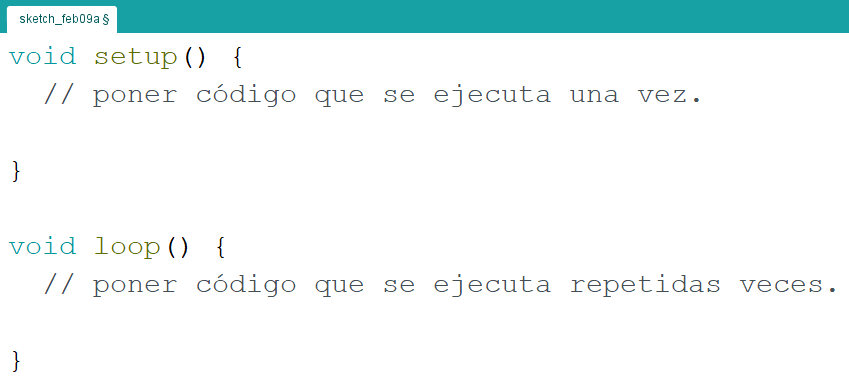 sketch_feb09a §
void setup() {
// poner código que se ejecuta una vez.
}
void loop() {
// poner código que se ejecuta repetidas veces.
}